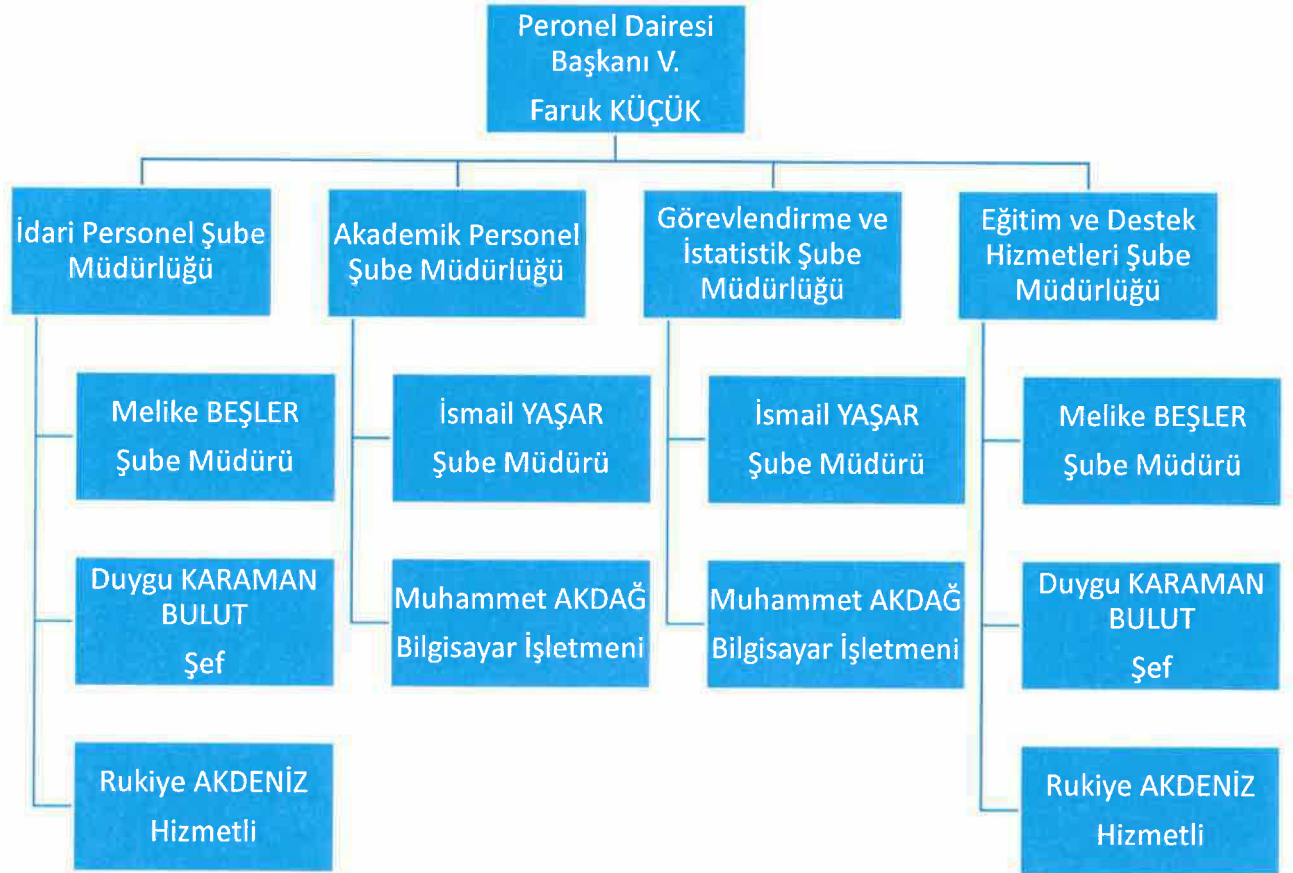 Peronel Dairesi
Başkanı V.
Faruk KÜÇÜK
İdari Personel Şube
Müdürlüğü
Melike BEŞLER
Şube Müdürü
Duygu KARAMAN
BULUT
Şef
Rukiye AKDENİZ
Hizmetli
Akademik Personel
Şube Müdürlüğü
İsmail YAŞAR
Şube Müdürü
Muhammet AKDAĞ
Bilgisayar İşletmeni
Görevlendirme ve
İstatistik Şube
Müdürlüğü
İsmail YAŞAR
Şube Müdürü
Muhammet AKDAĞ
Bilgisayar İşletmeni
Eğitim ve Destek
Hizmetleri Şube
Müdürlüğü
Melike BEŞLER
Şube Müdürü
Duygu KARAMAN
BULUT
Şef
Rukiye AKDENİZ
Hizmetli